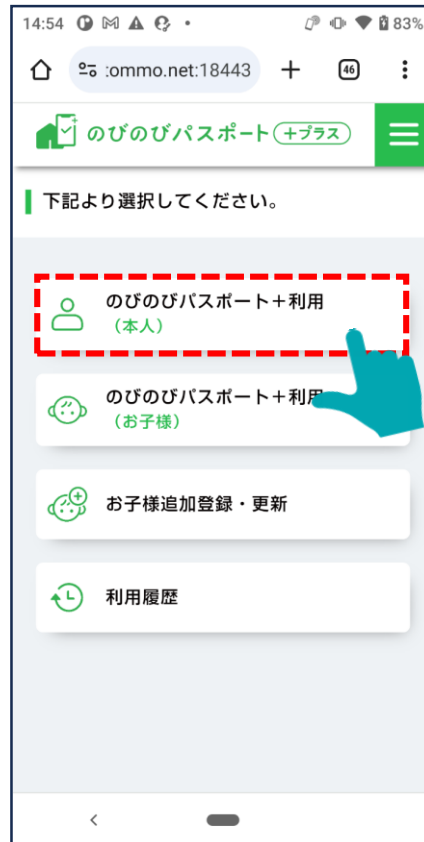 14:54
83%
:ommo.net:18443
46
のびのびパスポート +プラス
下記より選択してください。
のびのびパスポート＋利用
（本人）
のびのびパスポート＋利用
（お子様）
お子様追加登録・更新
利用履歴